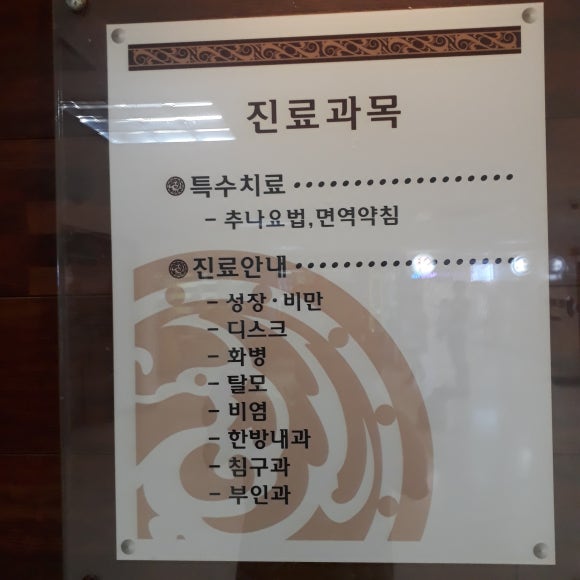 진료과목
특수치료 ··················
- 추나요법,면역약침
진료안내 ··················
- 성장·비만
- 디스크
- 화병
- 탈모
- 비염
- 한방내과
- 침구과
- 부인과